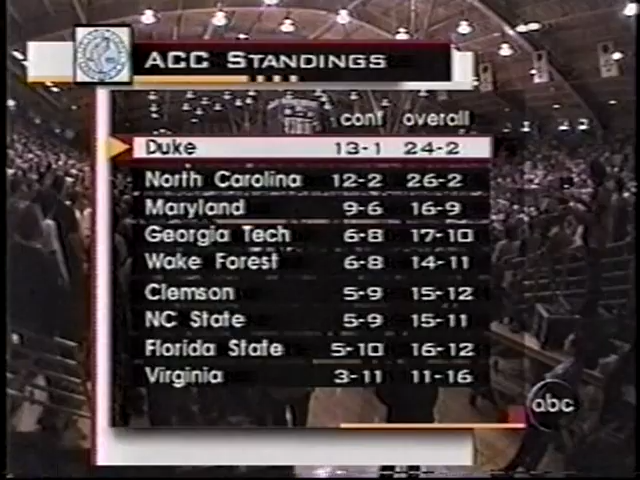 ACC STANDINGS
conf overall
Duke 13-1 24-2
North Carolina 12-2 26-2
Maryland 9-6 16-9
Georgia Tech 6-8 17-10
Wake Forest 6-8 14-11
Clemson 5-9 15-12
NC State 5-9 15-11
Florida State 5-10 16-12
Virginia 3-11 11-16
abc